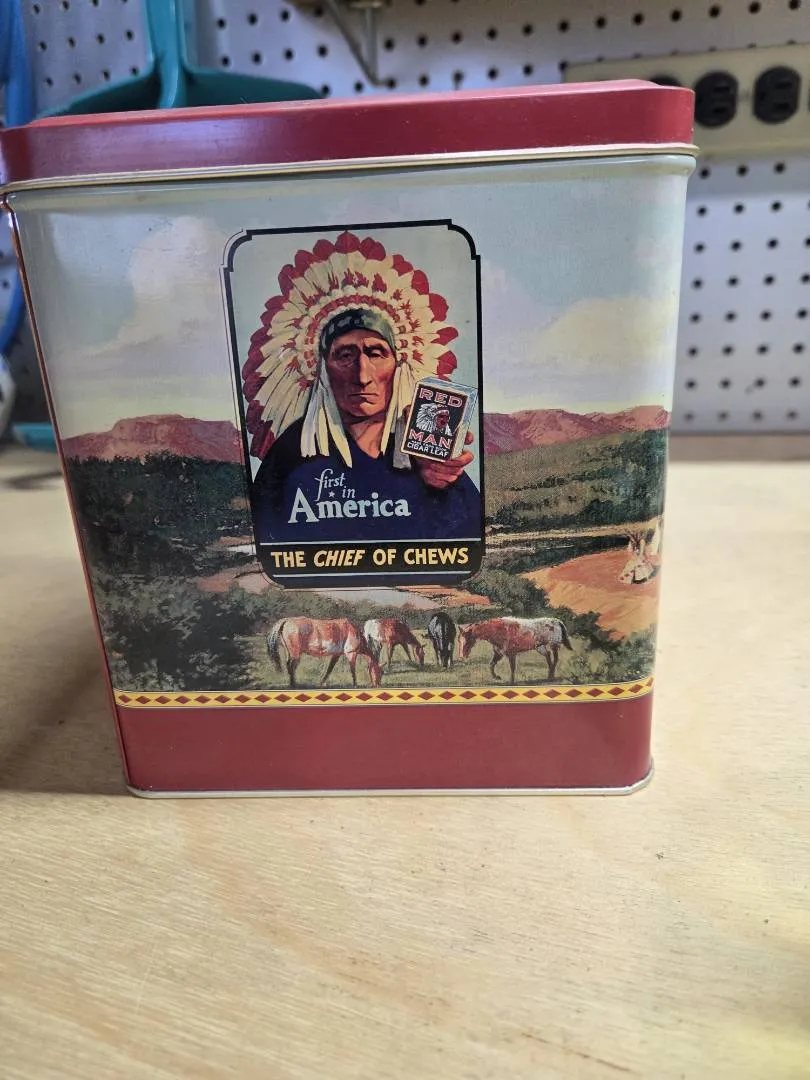 RED
MAN
CIGAR LEAF
first
in
America
THE CHIEF OF CHEWS